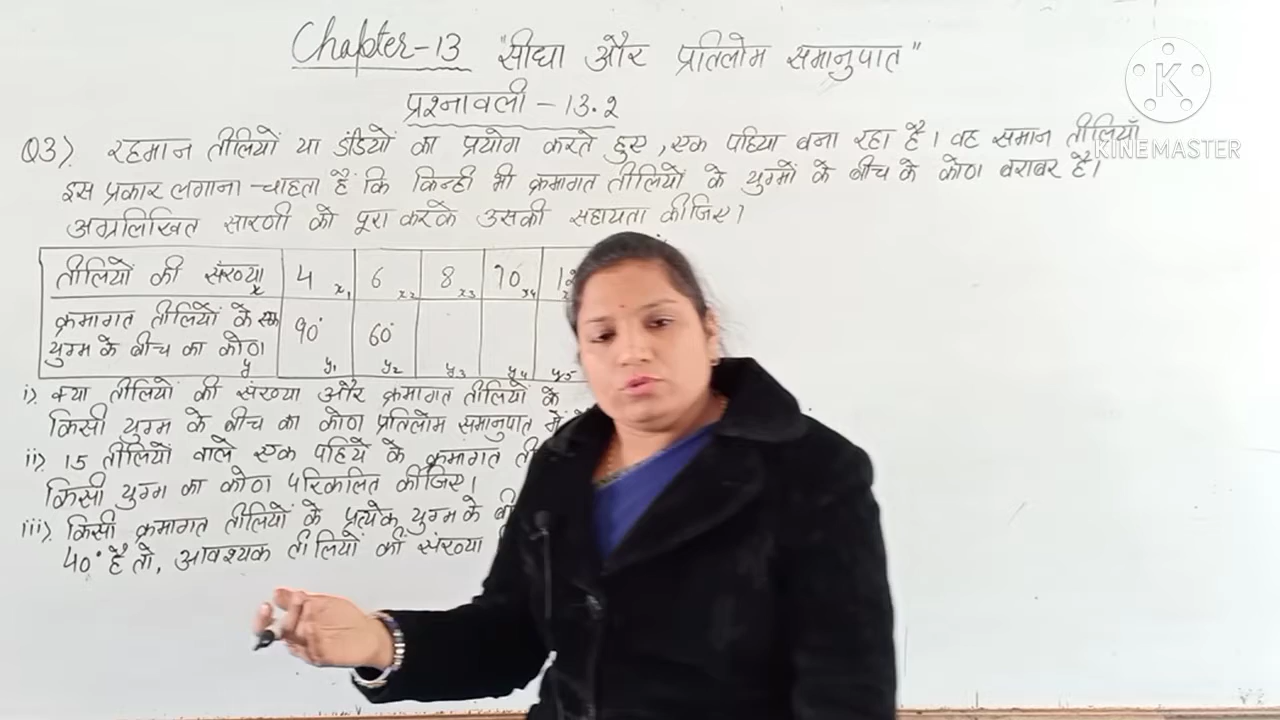 Chapter-13 "सीधा और प्रतिलोम समानुपात"
प्रश्नावली - 13.2
Q3). रहमान तीलियों या डंडियों का प्रयोग करते हुए, एक पहिया बना रहा है। वह समान तीलियाँ
इस प्रकार लगाना चाहता है कि किन्ही भी क्रमागत तीलियों के युग्मों के बीच के कोण बराबर है।
अग्रलिखित सारणी को पूरा करके उसकी सहायता कीजिए।
तीलियों की संख्या x 4 x₁ 6 x₂ 8 x₃ 10 x₄ 12
क्रमागत तीलियों के एक
युग्म के बीच का कोण y 90° y₁ 60° y₂ y₃ y₄ y₅
i). क्या तीलियों की संख्या और क्रमागत तीलियों के
किसी युग्म के बीच का कोण प्रतिलोम समानुपात में
ii). 15 तीलियों वाले एक पहिये के क्रमागत
किसी युग्म का कोण परिकलित कीजिए।
iii). किसी क्रमागत तीलियों के प्रत्येक युग्म के
40° है तो, आवश्यक तीलियों की संख्या
K
KINEMASTER